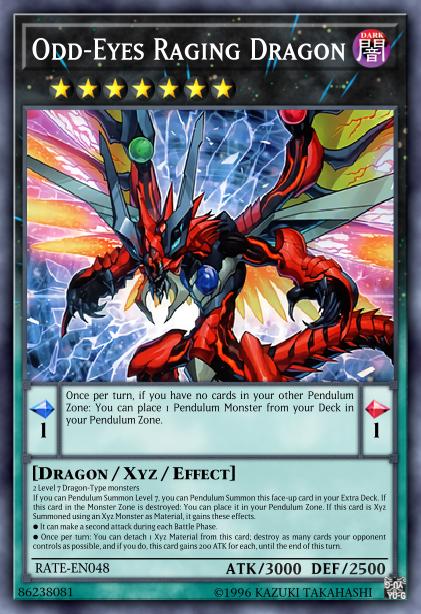 ODD-EYES RAGING DRAGON
DARK
闇
Once per turn, if you have no cards in your other Pendulum
Zone: You can place 1 Pendulum Monster from your Deck in
your Pendulum Zone.
1
1
[DRAGON / XYZ / EFFECT]
2 Level 7 Dragon-Type monsters
If you can Pendulum Summon Level 7, you can Pendulum Summon this face-up card in your Extra Deck. If
this card in the Monster Zone is destroyed: You can place it in your Pendulum Zone. If this card is Xyz
Summoned using an Xyz Monster as Material, it gains these effects.
● It can make a second attack during each Battle Phase.
● Once per turn: You can detach 1 Xyz Material from this card; destroy as many cards your opponent
controls as possible, and if you do, this card gains 200 ATK for each, until the end of this turn.
RATE-EN048
ATK/3000 DEF/2500
86238081
©1996 KAZUKI TAKAHASHI